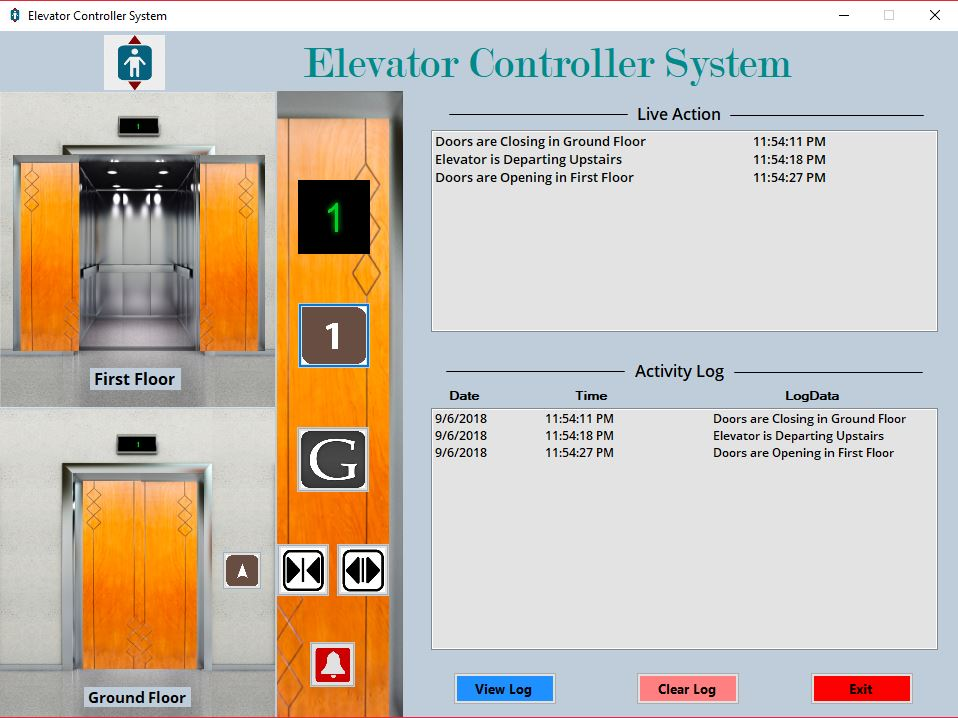 Elevator Controller System
Elevator Controller System
1
First Floor
1
Ground Floor
1
1
G
Live Action
Doors are Closing in Ground Floor 11:54:11 PM
Elevator is Departing Upstairs 11:54:18 PM
Doors are Opening in First Floor 11:54:27 PM
Activity Log
Date Time LogData
9/6/2018 11:54:11 PM Doors are Closing in Ground Floor
9/6/2018 11:54:18 PM Elevator is Departing Upstairs
9/6/2018 11:54:27 PM Doors are Opening in First Floor
View Log Clear Log Exit